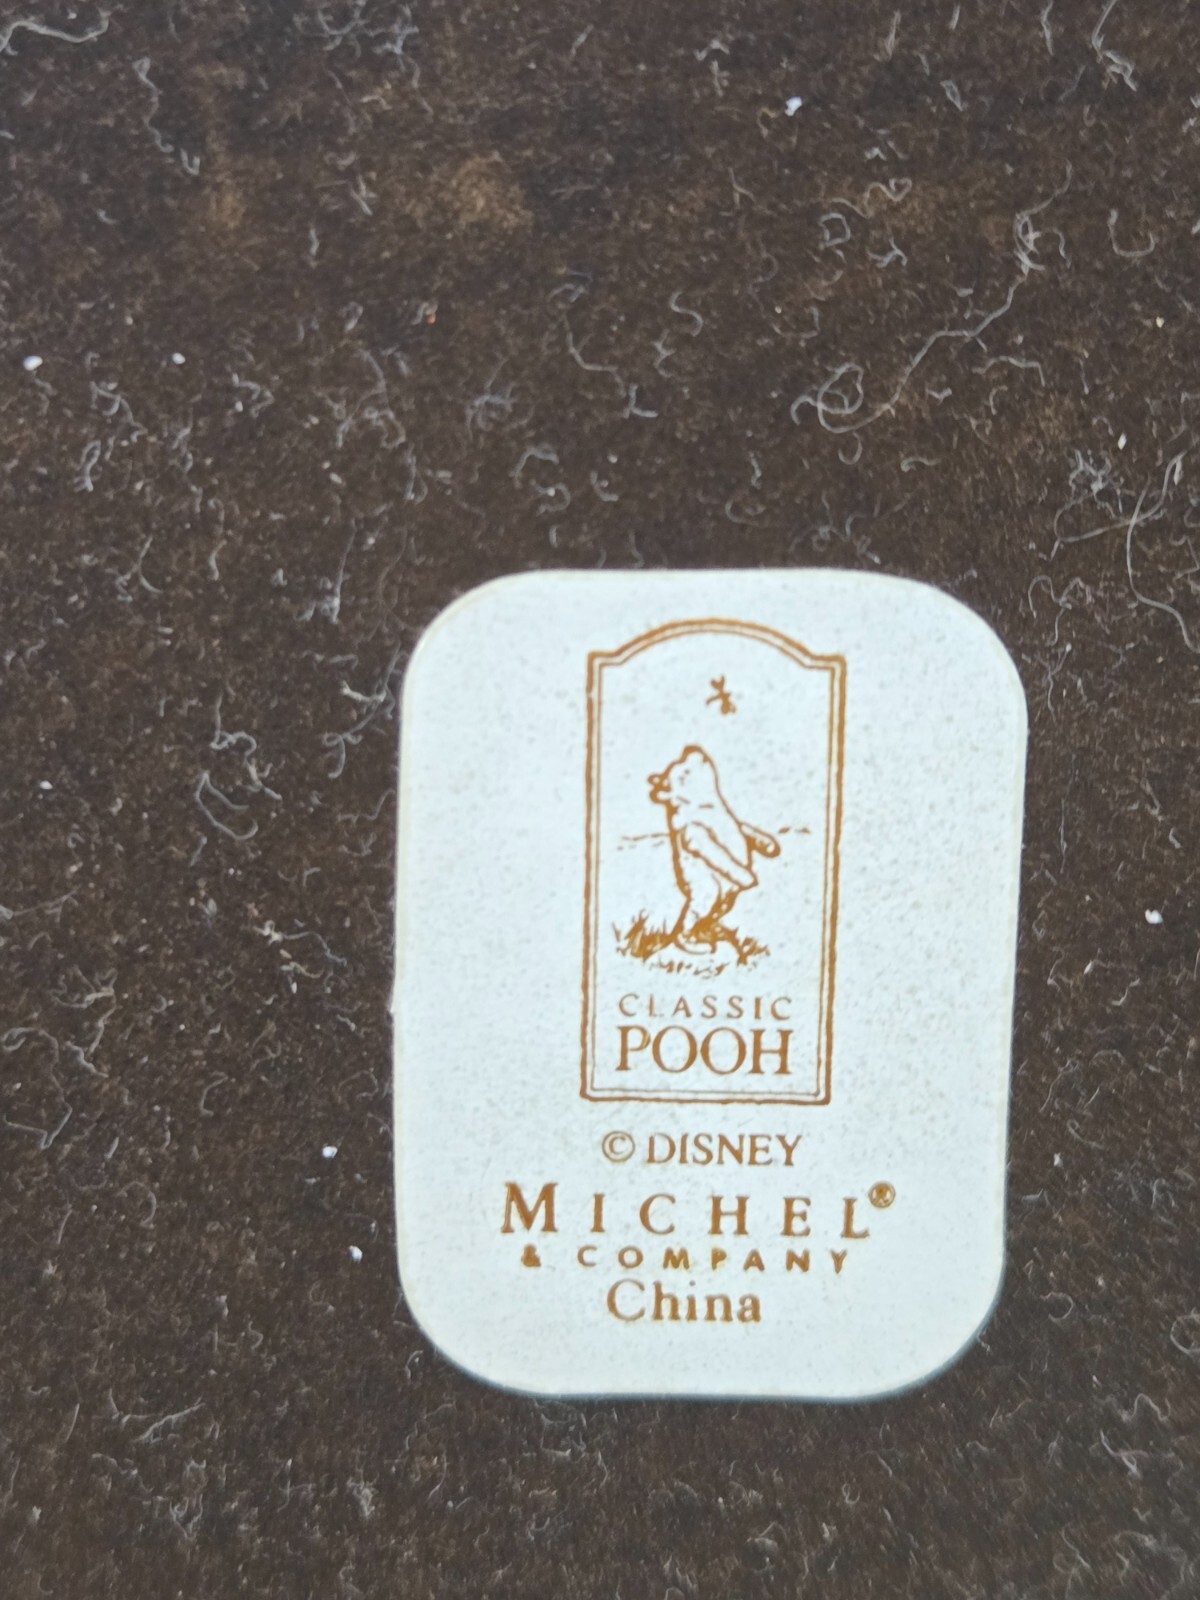 CLASSIC
POOH
© DISNEY
MICHEL®
& COMPANY
China